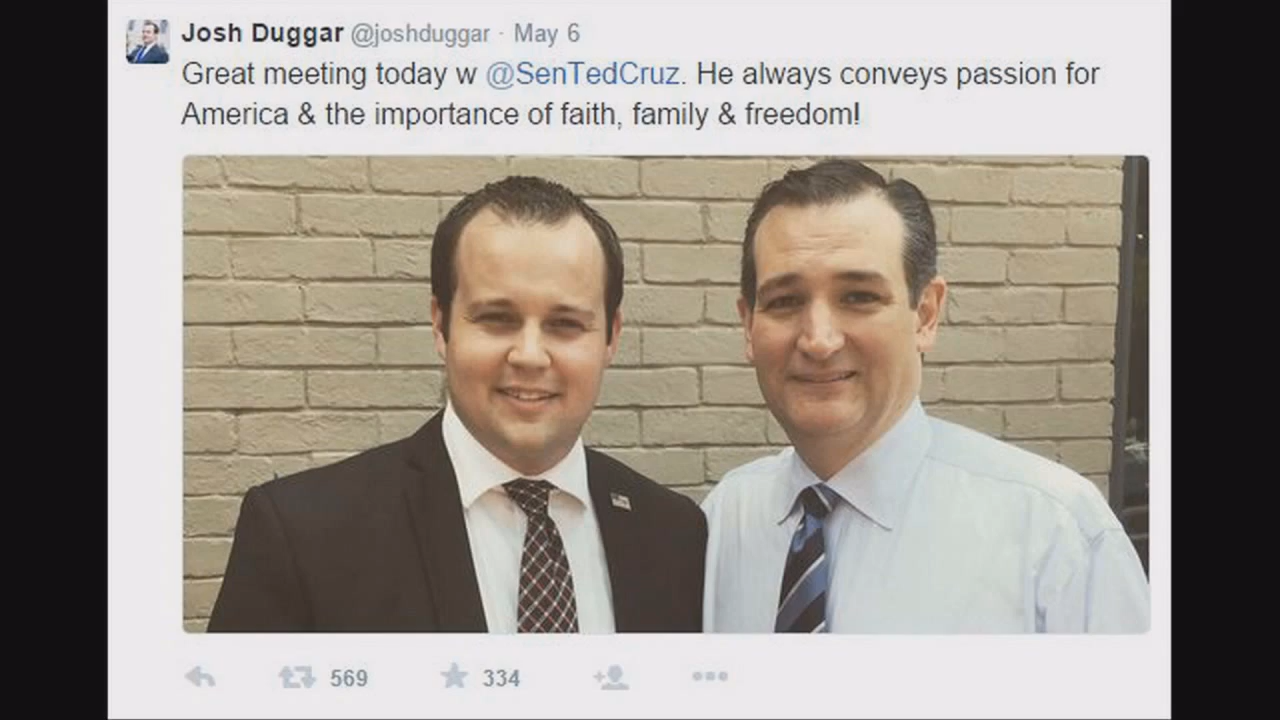 Josh Duggar @joshduggar · May 6
Great meeting today w @SenTedCruz. He always conveys passion for
America & the importance of faith, family & freedom!
569 334